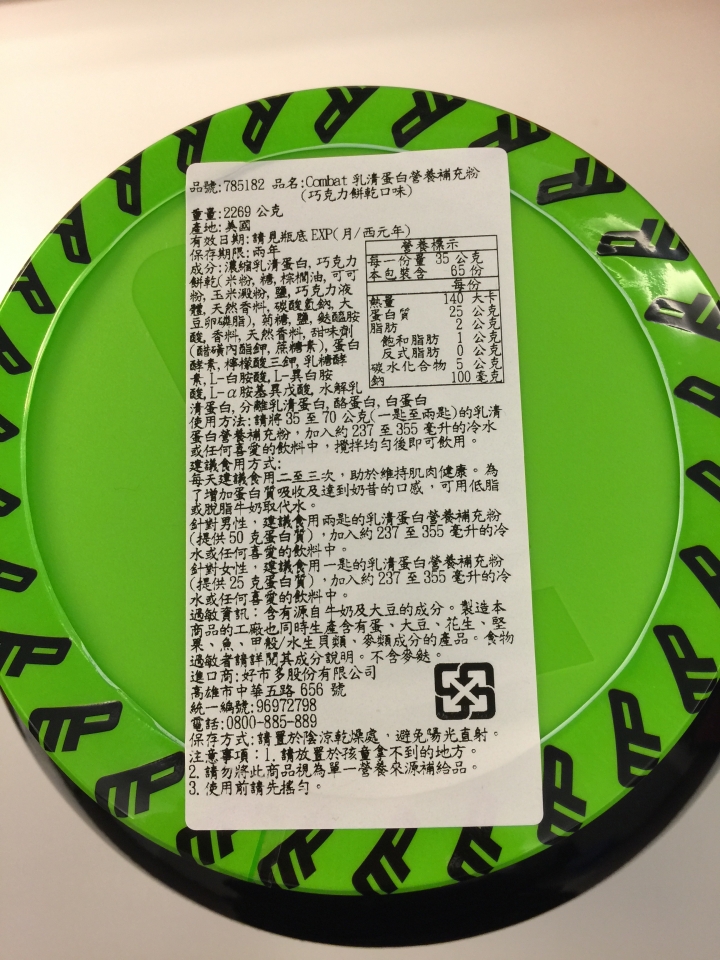 品號:785182 品名:Combat 乳清蛋白營養補充粉
(巧克力餅乾口味)
重量:2269 公克
產地:美國
有效日期:請見瓶底 EXP(月/西元年)
保存期限:兩年
成分:濃縮乳清蛋白, 巧克力
餅乾(米粉, 糖, 棕櫚油, 可可
粉, 玉米澱粉, 鹽, 巧克力液
體, 天然香料, 碳酸氫鈉, 大
豆卵磷脂), 菊糖, 鹽, 麩醯胺
酸, 香料, 天然香料, 甜味劑
(醋磺內酯鉀, 蔗糖素), 蛋白
酵素, 檸檬酸三鉀, 乳糖酵
素, L-白胺酸, L-異白胺
酸, L-α胺基異戊酸, 水解乳
清蛋白, 分離乳清蛋白, 酪蛋白, 白蛋白
營養標示
每一份量 35 公克
本包裝含 65 份
每份
熱量 140 大卡
蛋白質 25 公克
脂肪 2 公克
飽和脂肪 1 公克
反式脂肪 0 公克
碳水化合物 5 公克
鈉 100 毫克
使用方法:請將 35 至 70 公克(一匙至兩匙)的乳清
蛋白營養補充粉，加入約 237 至 355 毫升的冷水
或任何喜愛的飲料中，攪拌均勻後即可飲用。
建議食用方式:
每天建議食用二至三次，助於維持肌肉健康。為
了增加蛋白質吸收及達到奶昔的口感，可用低脂
或脫脂牛奶取代水。
針對男性，建議食用兩匙的乳清蛋白營養補充粉
(提供 50 克蛋白質)，加入約 237 至 355 毫升的冷
水或任何喜愛的飲料中。
針對女性，建議食用一匙的乳清蛋白營養補充粉
(提供 25 克蛋白質)，加入約 237 至 355 毫升的冷
水或任何喜愛的飲料中。
過敏資訊：含有源自牛奶及大豆的成分。製造本
商品的工廠也同時生產含有蛋、大豆、花生、堅
果、魚、甲殼/水生貝類、麥類成分的產品。食物
過敏者請詳閱其成分說明。不含麥麩。
進口商:好市多股份有限公司
高雄市中華五路 656 號
統一編號:96972798
電話:0800-885-889
保存方式:請置於陰涼乾燥處，避免陽光直射。
注意事項：1. 請放置於孩童拿不到的地方。
2. 請勿將此商品視為單一營養來源補給品。
3. 使用前請先搖勻。